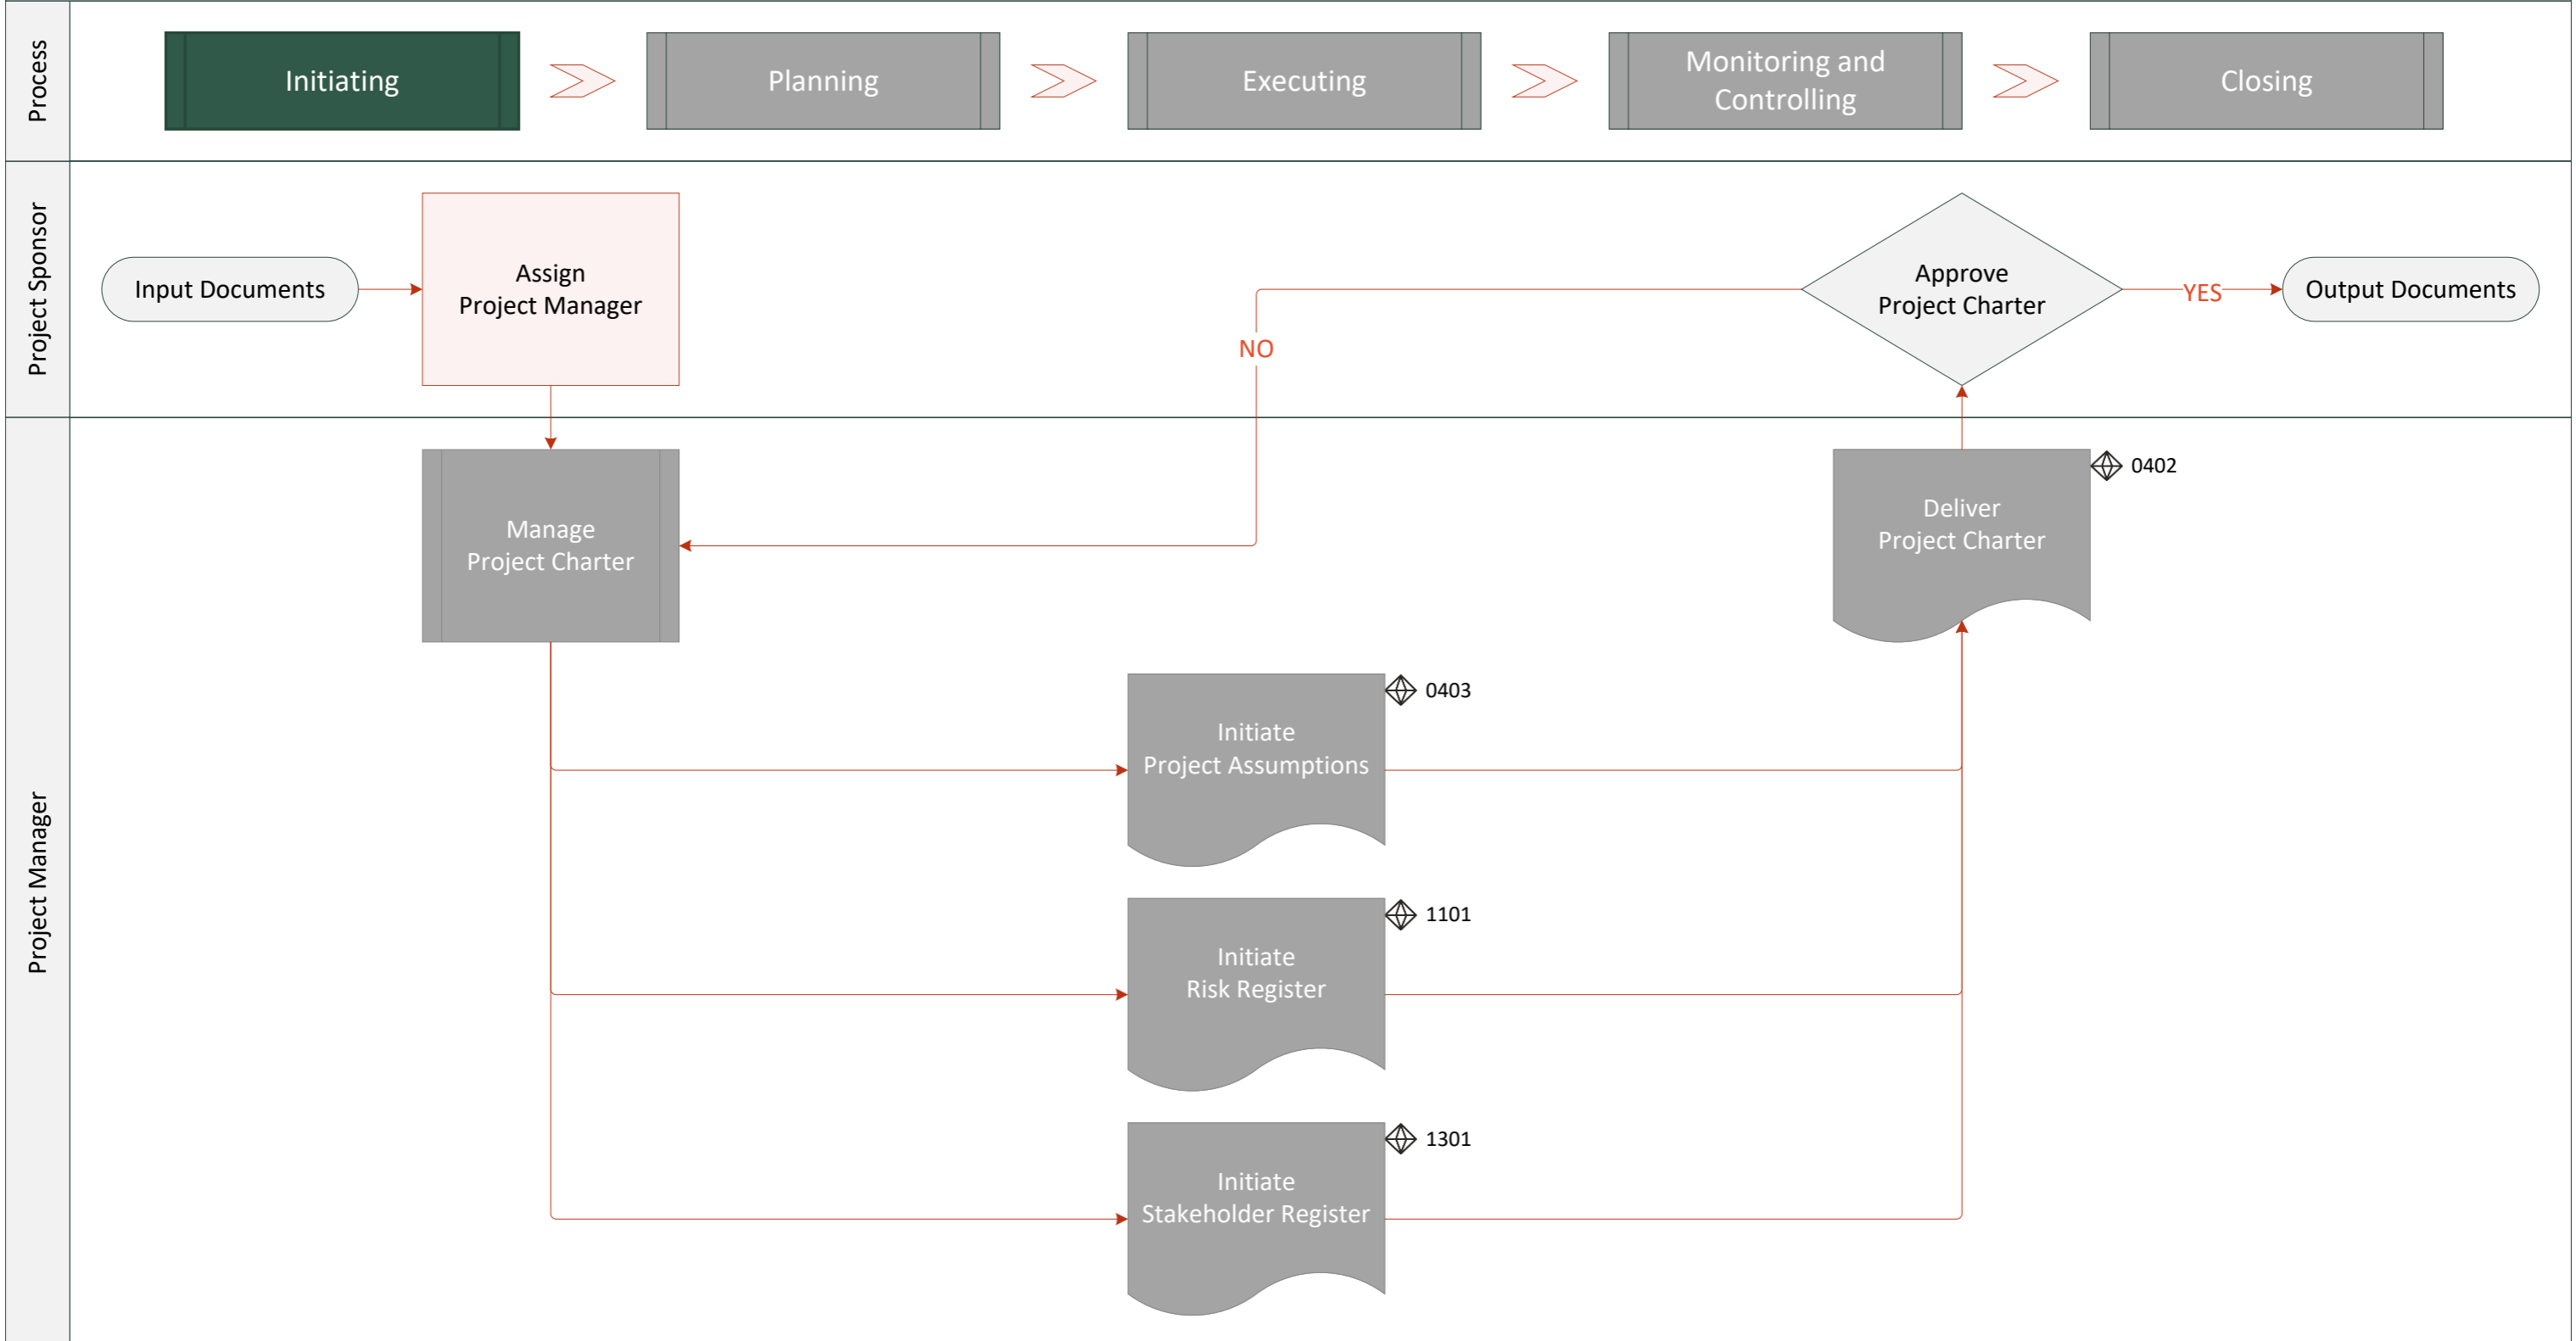 Process
Initiating
Planning
Executing
Monitoring and
Controlling
Closing
Project Sponsor
Input Documents
Assign
Project Manager
NO
Approve
Project Charter
YES
Output Documents
Project Manager
Manage
Project Charter
Deliver
Project Charter
0402
Initiate
Project Assumptions
0403
Initiate
Risk Register
1101
Initiate
Stakeholder Register
1301